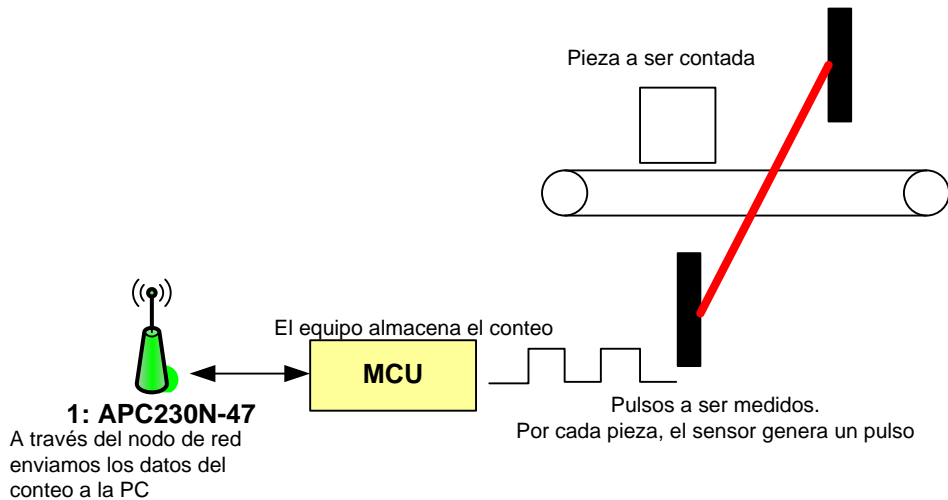 Pieza a ser contada
El equipo almacena el conteo
MCU
1: APC230N-47
A través del nodo de red
enviamos los datos del
conteo a la PC
Pulsos a ser medidos.
Por cada pieza, el sensor genera un pulso